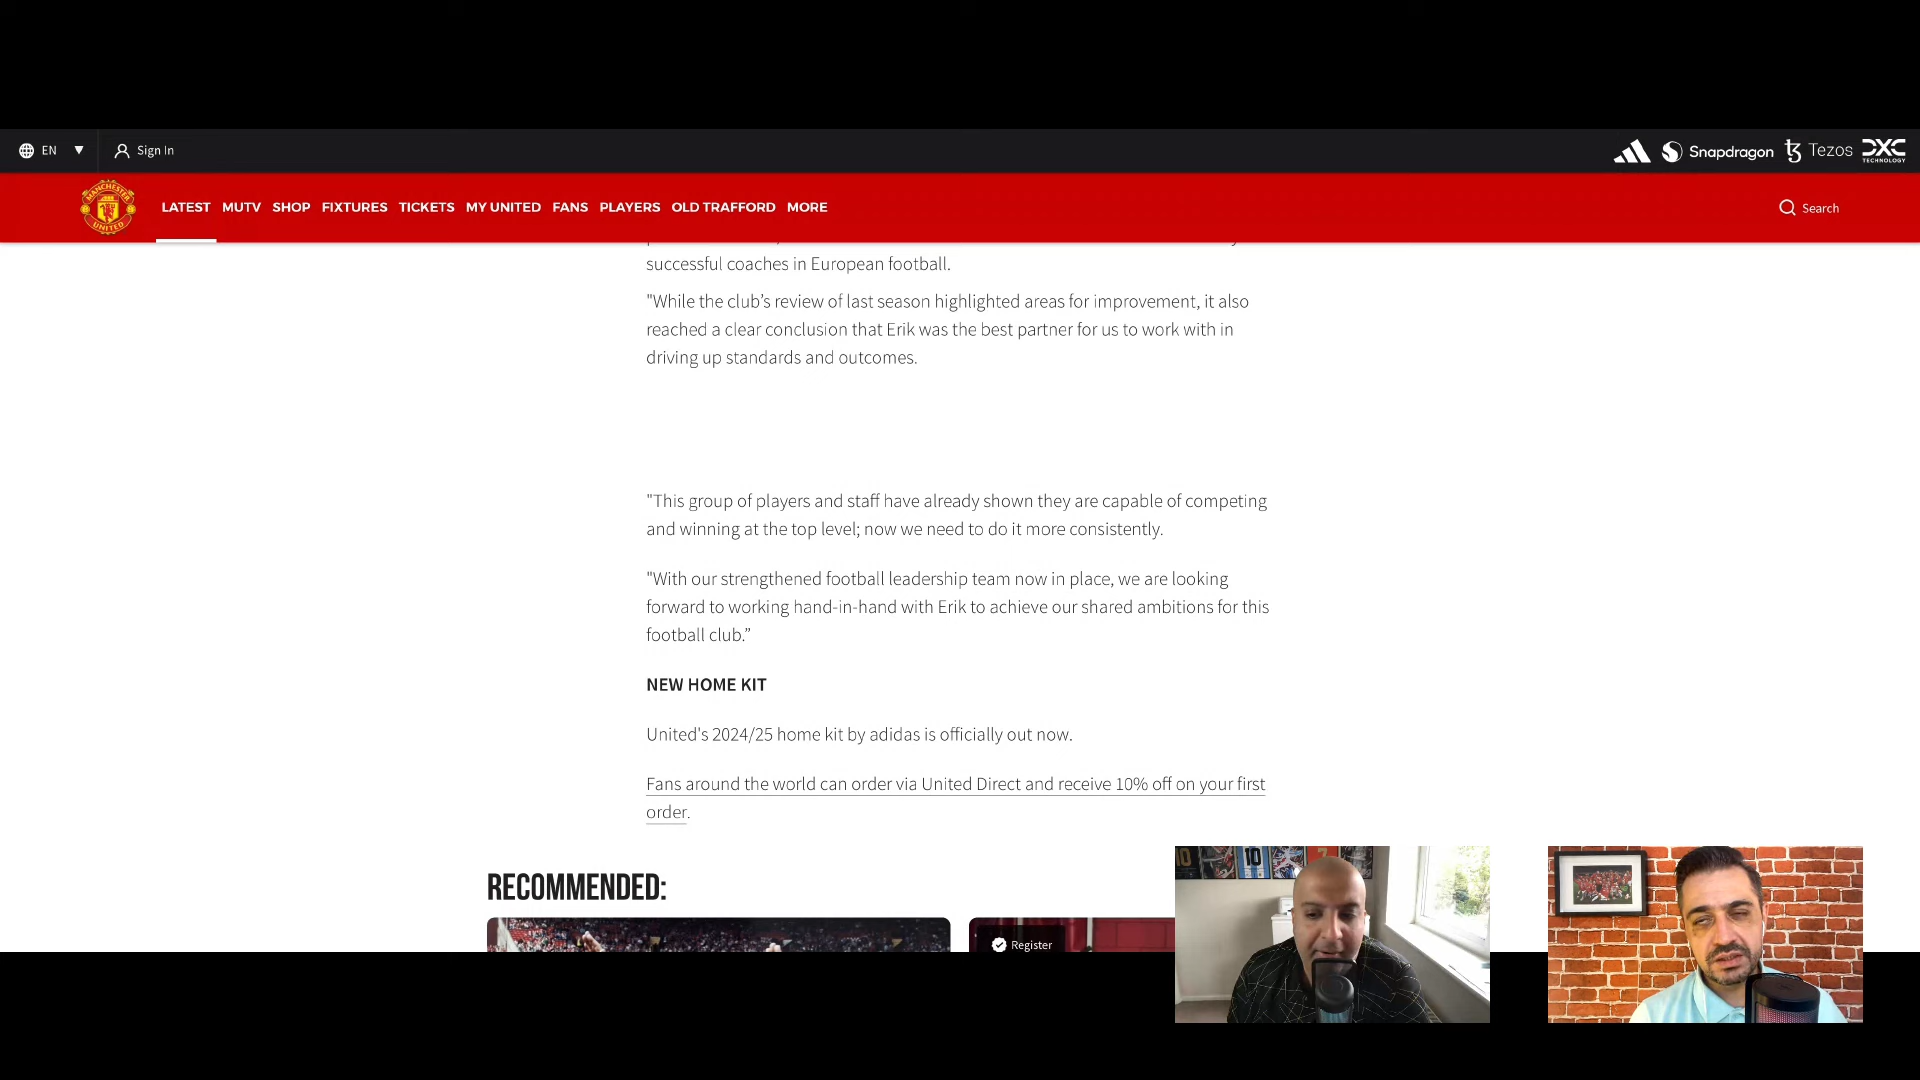 EN
Sign In
Snapdragon
Tezos
DXC
TECHNOLOGY
MANCHESTER
UNITED
LATEST MUTV SHOP FIXTURES TICKETS MY UNITED FANS PLAYERS OLD TRAFFORD MORE
Search
successful coaches in European football.
"While the club’s review of last season highlighted areas for improvement, it also
reached a clear conclusion that Erik was the best partner for us to work with in
driving up standards and outcomes.
"This group of players and staff have already shown they are capable of competing
and winning at the top level; now we need to do it more consistently.
"With our strengthened football leadership team now in place, we are looking
forward to working hand-in-hand with Erik to achieve our shared ambitions for this
football club.”
NEW HOME KIT
United's 2024/25 home kit by adidas is officially out now.
Fans around the world can order via United Direct and receive 10% off on your first
order.
RECOMMENDED:
Register
10
10
7